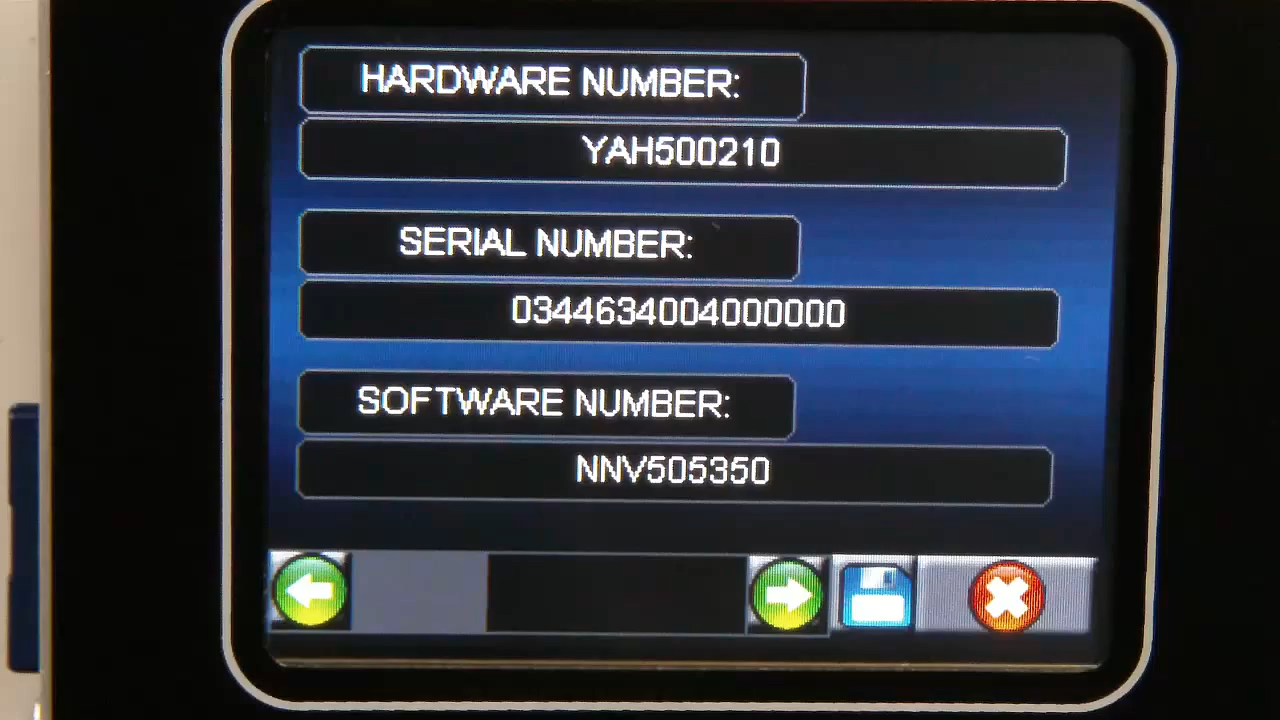 HARDWARE NUMBER:
YAH500210
SERIAL NUMBER:
0344634004000000
SOFTWARE NUMBER:
NNV505350